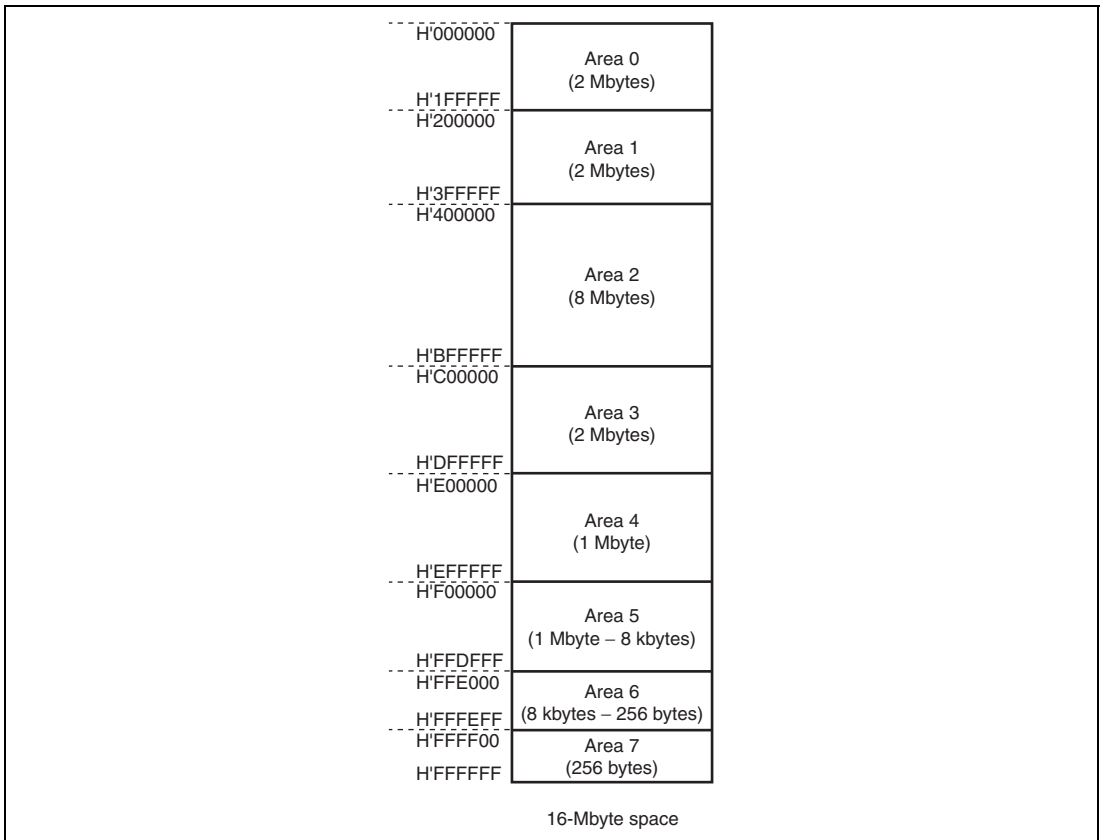 H'000000
Area 0
(2 Mbytes)
H'1FFFFF
H'200000
Area 1
(2 Mbytes)
H'3FFFFF
H'400000
Area 2
(8 Mbytes)
H'BFFFFF
H'C00000
Area 3
(2 Mbytes)
H'DFFFFF
H'E00000
Area 4
(1 Mbyte)
H'EFFFFF
H'F00000
Area 5
(1 Mbyte – 8 kbytes)
H'FFDFFF
H'FFE000
Area 6
(8 kbytes – 256 bytes)
H'FFFEFF
H'FFFF00
Area 7
(256 bytes)
H'FFFFFF
16-Mbyte space